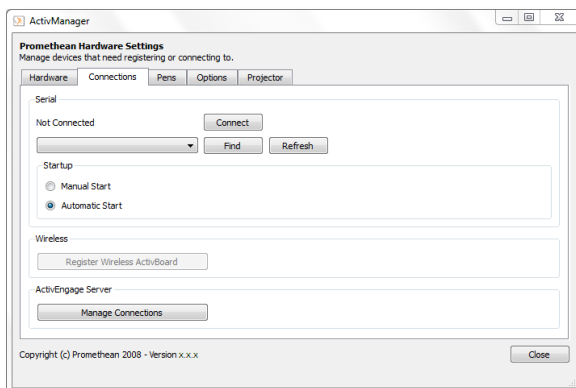 ActivManager
Promethean Hardware Settings
Manage devices that need registering or connecting to.
Hardware Connections Pens Options Projector
Serial
Not Connected Connect
Find Refresh
Startup
Manual Start
Automatic Start
Wireless
Register Wireless ActivBoard
ActivEngage Server
Manage Connections
Copyright (c) Promethean 2008 - Version x.x.x Close